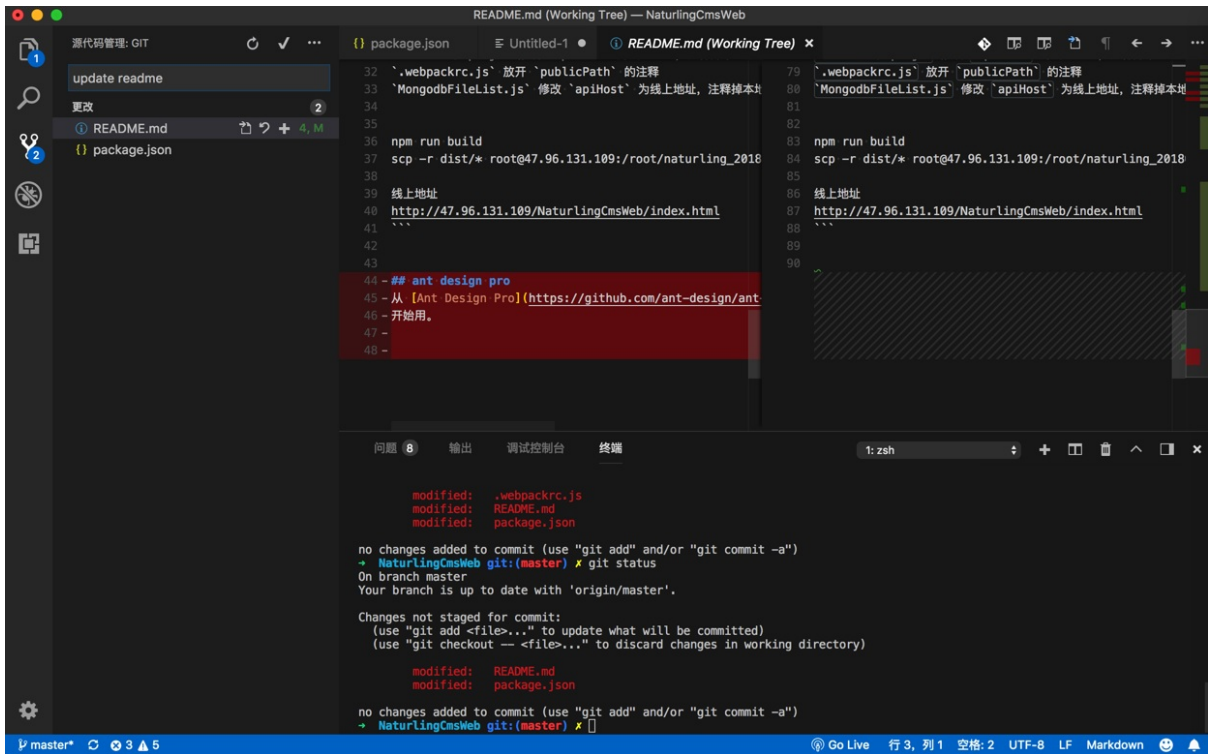 README.md (Working Tree) — NaturlingCmsWeb
源代码管理: GIT
{} package.json
Untitled-1
README.md (Working Tree)
1
update readme
更改
2
README.md
4, M
{} package.json
2
32 `.webpackrc.js` 放开 `publicPath` 的注释
33 `MongodbFileList.js` 修改 `apiHost` 为线上地址，注释掉本地
34
35
36 npm run build
37 scp -r dist/* root@47.96.131.109:/root/naturling_2018
38
39 线上地址
40 http://47.96.131.109/NaturlingCmsWeb/index.html
41 ```
42
43
44 - ## ant design pro
45 - 从 [Ant Design Pro](https://github.com/ant-design/ant-
46 - 开始用。
47 -
48 -
79 `.webpackrc.js` 放开 `publicPath` 的注释
80 `MongodbFileList.js` 修改 `apiHost` 为线上地址，注释掉本地
81
82
83 npm run build
84 scp -r dist/* root@47.96.131.109:/root/naturling_2018
85
86 线上地址
87 http://47.96.131.109/NaturlingCmsWeb/index.html
88 ```
89
90
问题 8 输出 调试控制台 终端
1: zsh
modified: .webpackrc.js
modified: README.md
modified: package.json
no changes added to commit (use "git add" and/or "git commit -a")
→ NaturlingCmsWeb git:(master) ✗ git status
On branch master
Your branch is up to date with 'origin/master'.
Changes not staged for commit:
(use "git add <file>..." to update what will be committed)
(use "git checkout -- <file>..." to discard changes in working directory)
modified: README.md
modified: package.json
no changes added to commit (use "git add" and/or "git commit -a")
→ NaturlingCmsWeb git:(master) ✗
master* 3 5
Go Live 行 3, 列 1 空格: 2 UTF-8 LF Markdown